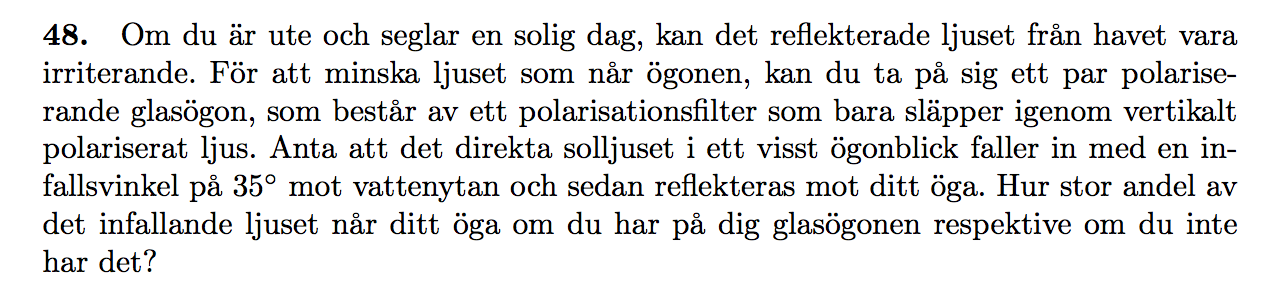 48. Om du är ute och seglar en solig dag, kan det reflekterade ljuset från havet vara
irriterande. För att minska ljuset som når ögonen, kan du ta på sig ett par polarise-
rande glasögon, som består av ett polarisationsfilter som bara släpper igenom vertikalt
polariserat ljus. Anta att det direkta solljuset i ett visst ögonblick faller in med en in-
fallsvinkel på 35° mot vattenytan och sedan reflekteras mot ditt öga. Hur stor andel av
det infallande ljuset når ditt öga om du har på dig glasögonen respektive om du inte
har det?